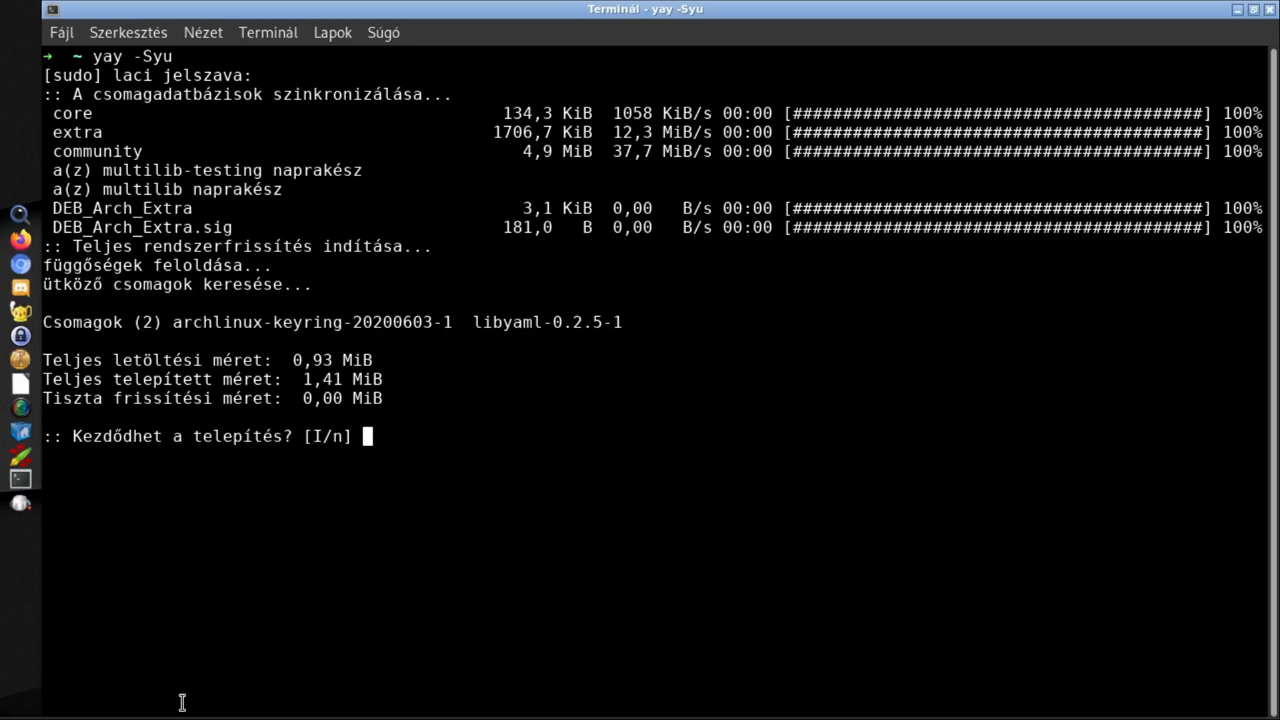 Terminál - yay -Syu
Fájl Szerkesztés Nézet Terminál Lapok Súgó
➜ ~ yay -Syu
[sudo] laci jelszava:
:: A csomagadatbázisok szinkronizálása...
core 134,3 KiB 1058 KiB/s 00:00 [##########################################] 100%
extra 1706,7 KiB 12,3 MiB/s 00:00 [##########################################] 100%
community 4,9 MiB 37,7 MiB/s 00:00 [##########################################] 100%
a(z) multilib-testing naprakész
a(z) multilib naprakész
DEB_Arch_Extra 3,1 KiB 0,00 B/s 00:00 [##########################################] 100%
DEB_Arch_Extra.sig 181,0 B 0,00 B/s 00:00 [##########################################] 100%
:: Teljes rendszerfrissítés indítása...
függőségek feloldása...
ütköző csomagok keresése...
Csomagok (2) archlinux-keyring-20200603-1 libyaml-0.2.5-1
Teljes letöltési méret: 0,93 MiB
Teljes telepített méret: 1,41 MiB
Tiszta frissítési méret: 0,00 MiB
:: Kezdődhet a telepítés? [I/n]